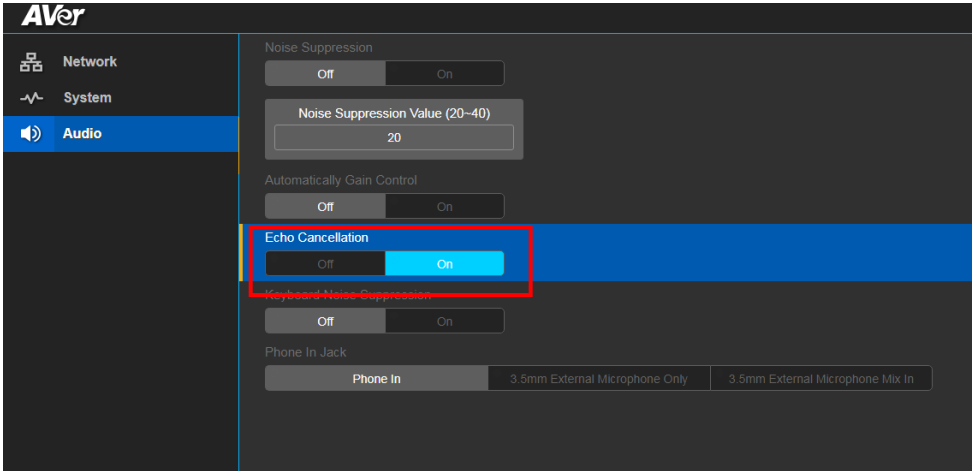 AVer
Network
System
Audio
Noise Suppression
Off On
Noise Suppression Value (20~40)
20
Automatically Gain Control
Off On
Echo Cancellation
Off On
Keyboard Noise Suppression
Off On
Phone In Jack
Phone In 3.5mm External Microphone Only 3.5mm External Microphone Mix In